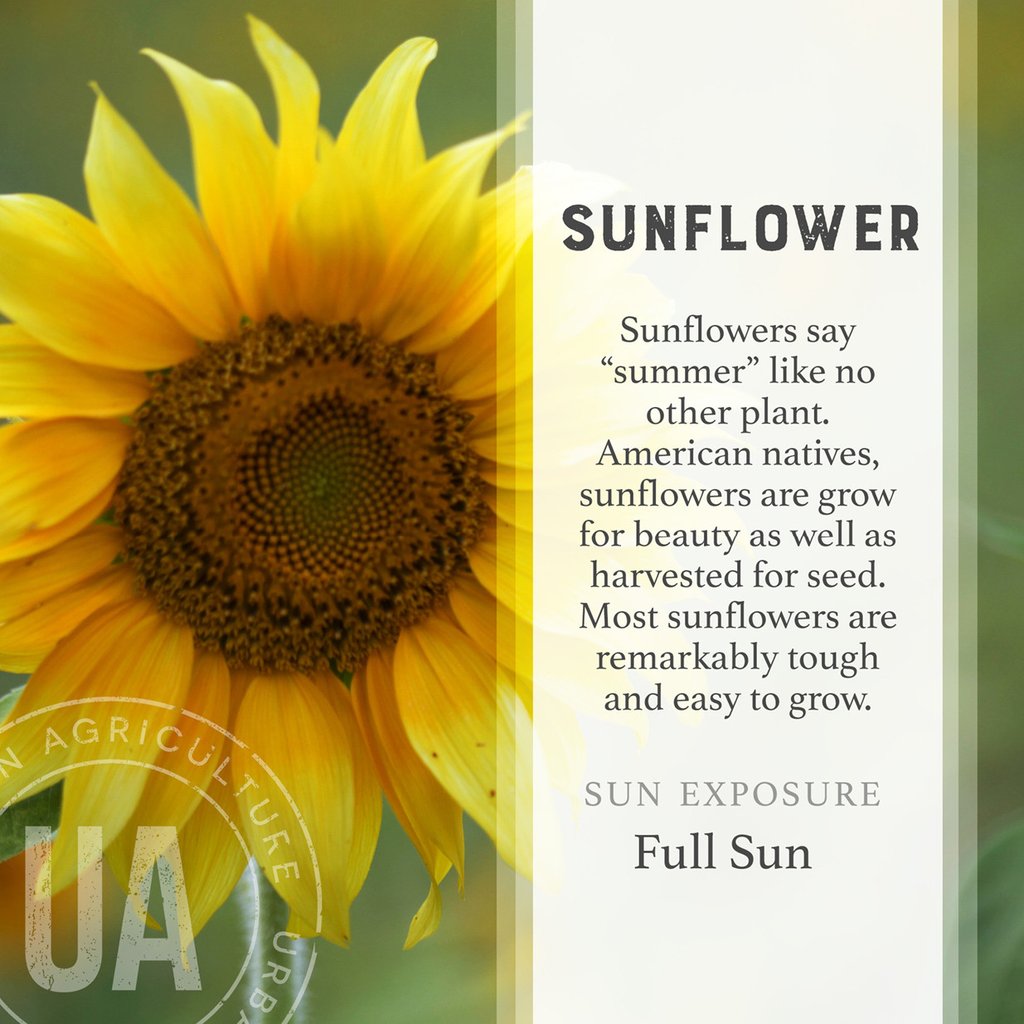 SUNFLOWER
Sunflowers say
“summer” like no
other plant.
American natives,
sunflowers are grow
for beauty as well as
harvested for seed.
Most sunflowers are
remarkably tough
and easy to grow.
SUN EXPOSURE
Full Sun
AGRICULTURE
UA